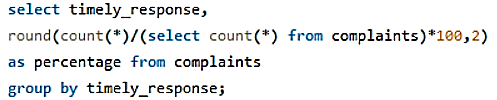 select timely_response,
round(count(*)/(select count(*) from complaints)*100,2)
as percentage from complaints
group by timely_response;